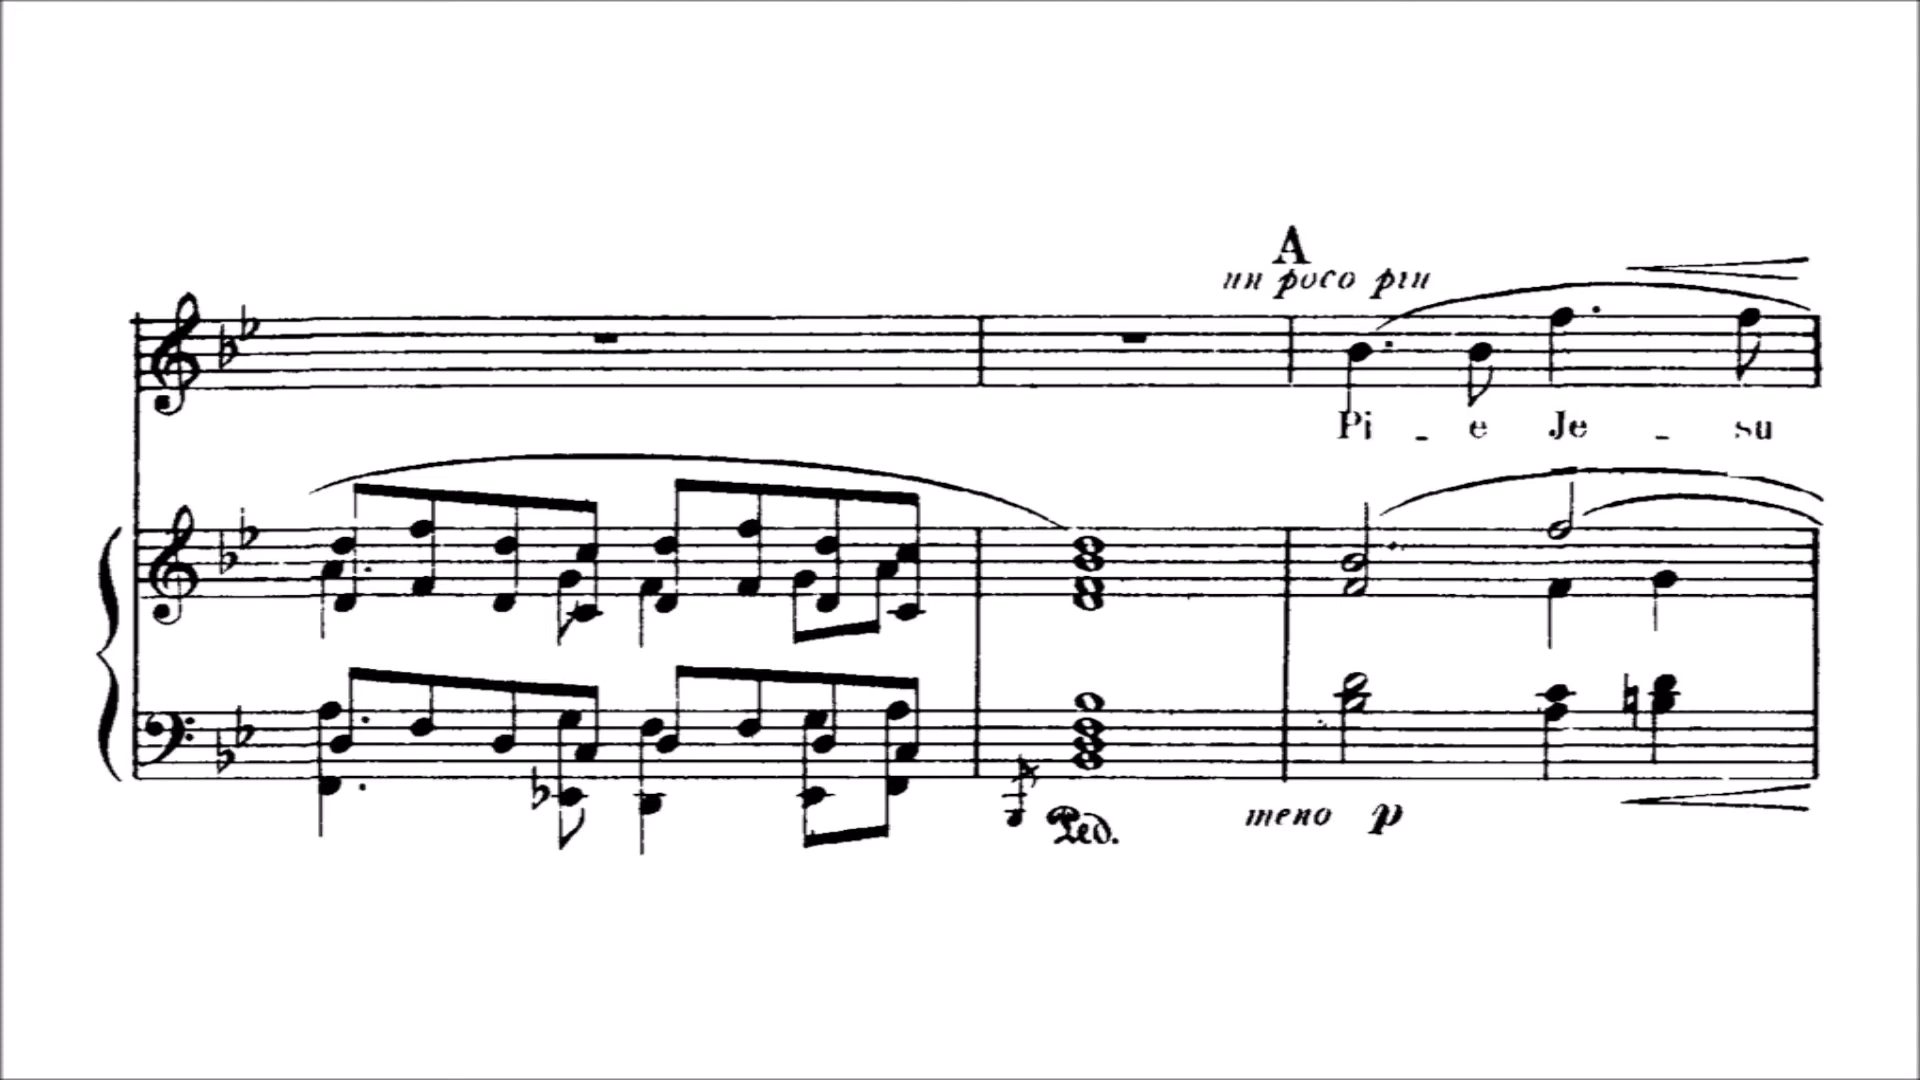 A
un poco più
Pi - e Je - su
Ped.
meno p